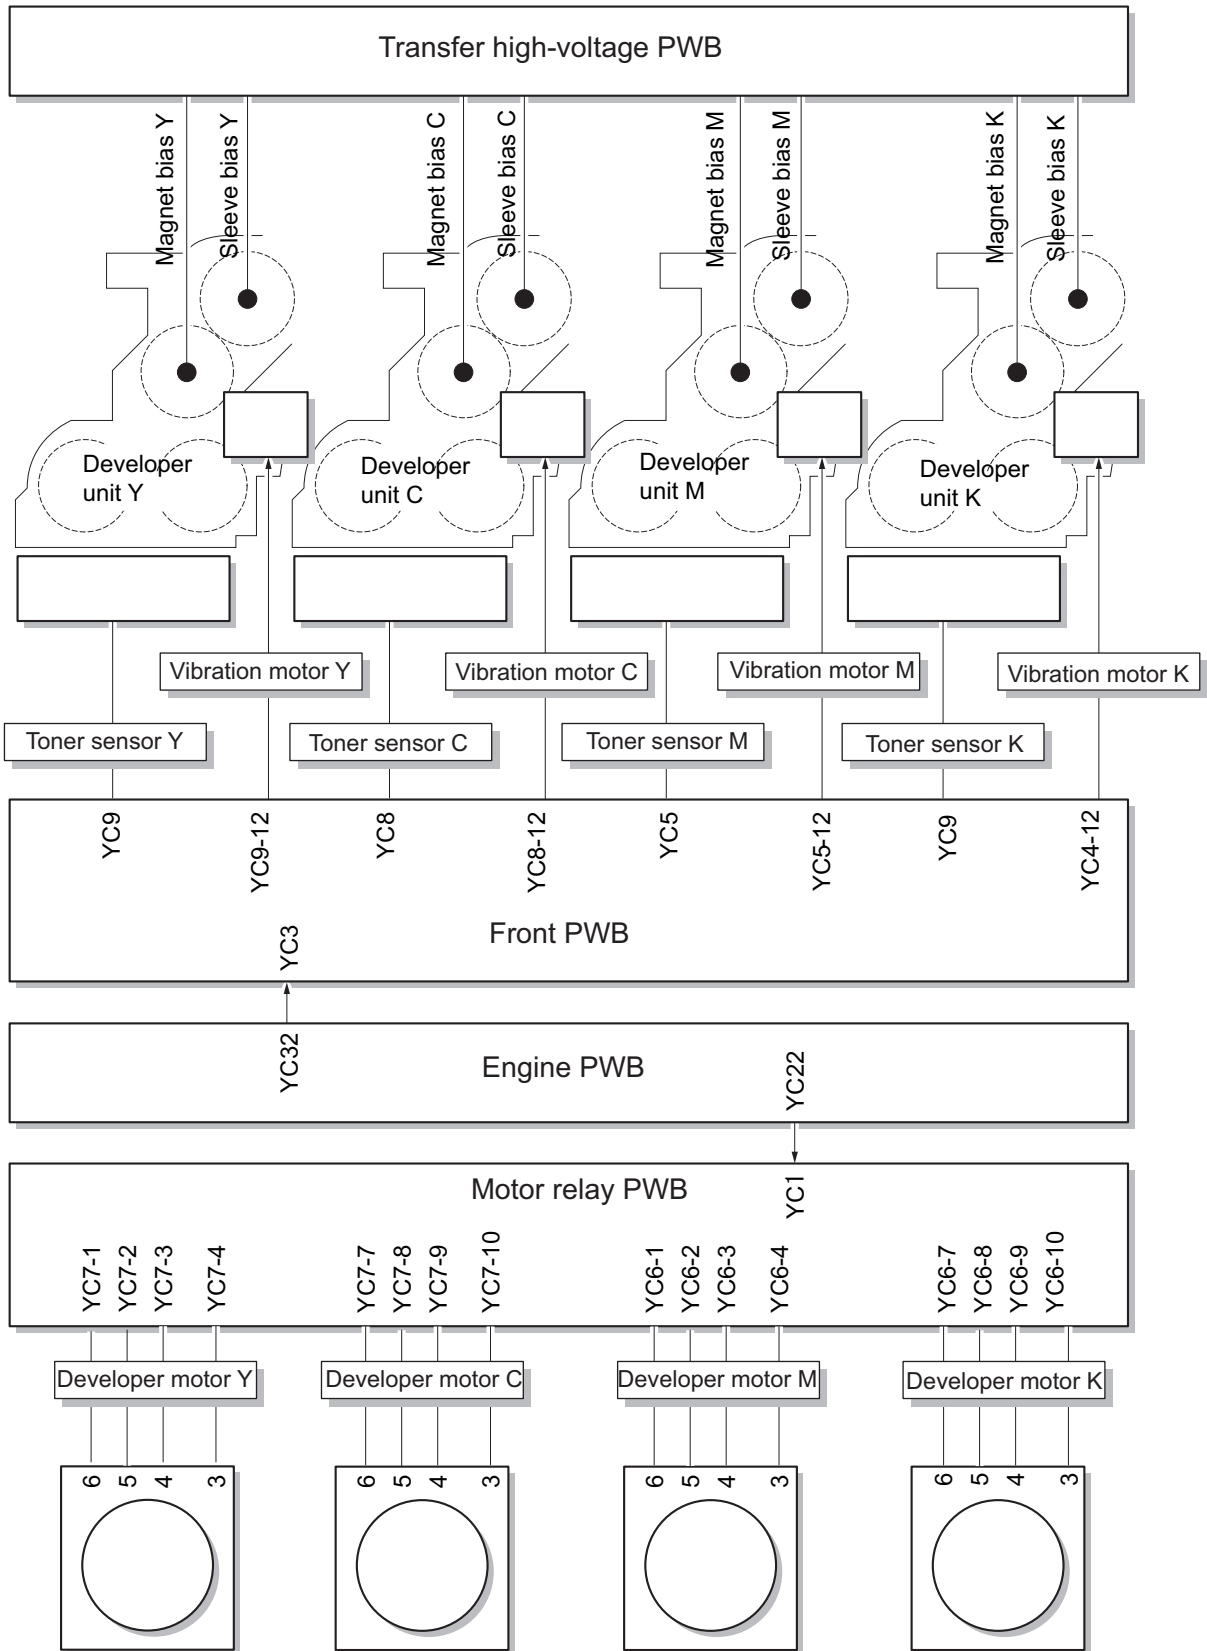 Transfer high-voltage PWB
Magnet bias Y
Sleeve bias Y
Magnet bias C
Sleeve bias C
Magnet bias M
Sleeve bias M
Magnet bias K
Sleeve bias K
Developer
unit Y
Developer
unit C
Developer
unit M
Developer
unit K
Vibration motor Y
Vibration motor C
Vibration motor M
Vibration motor K
Toner sensor Y
Toner sensor C
Toner sensor M
Toner sensor K
YC9
YC9-12
YC8
YC8-12
YC5
YC5-12
YC9
YC4-12
Front PWB
YC3
YC32
Engine PWB
YC22
Motor relay PWB
YC1
YC7-1
YC7-2
YC7-3
YC7-4
YC7-7
YC7-8
YC7-9
YC7-10
YC6-1
YC6-2
YC6-3
YC6-4
YC6-7
YC6-8
YC6-9
YC6-10
Developer motor Y
Developer motor C
Developer motor M
Developer motor K
6
5
4
3
6
5
4
3
6
5
4
3
6
5
4
3